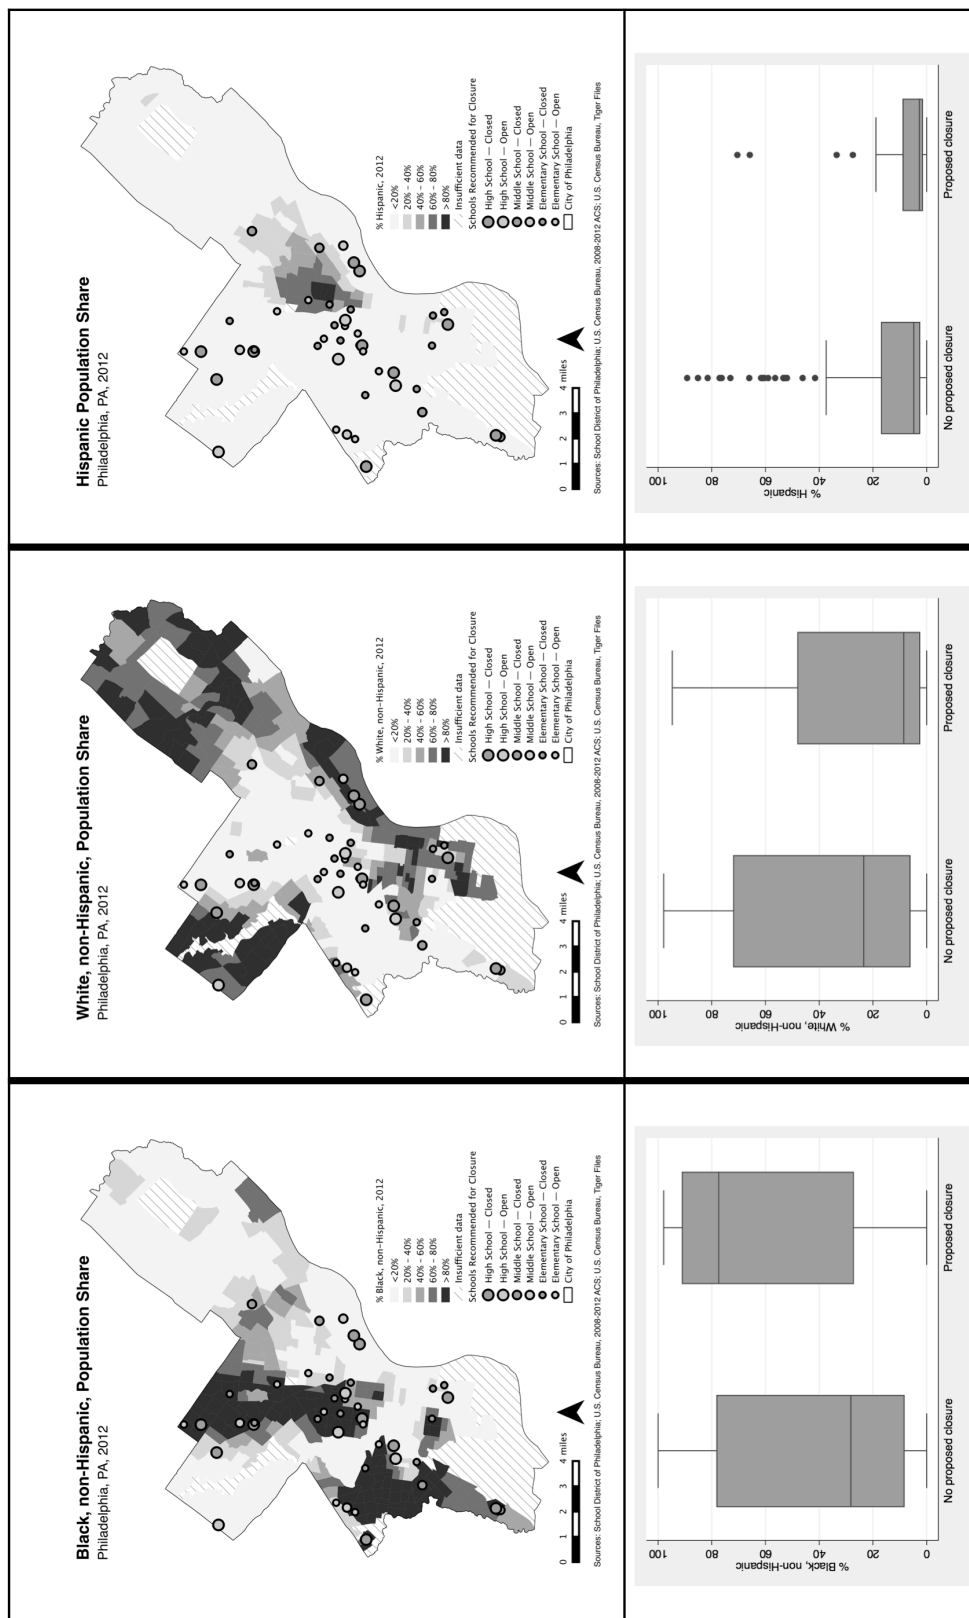 Black, non-Hispanic, Population Share
Philadelphia, PA, 2012
% Black, non-Hispanic, 2012
<20%
20% - 40%
40% - 60%
60% - 80%
>80%
Insufficient data
Schools Recommended for Closure
High School — Closed
High School — Open
Middle School — Closed
Middle School — Open
Elementary School — Closed
Elementary School — Open
City of Philadelphia
0 1 2 3 4 miles
Sources: School District of Philadelphia; U.S. Census Bureau, 2008-2012 ACS; U.S. Census Bureau, Tiger Files
% Black, non-Hispanic
100
80
60
40
20
0
No proposed closure
Proposed closure
White, non-Hispanic, Population Share
Philadelphia, PA, 2012
% White, non-Hispanic, 2012
<20%
20% - 40%
40% - 60%
60% - 80%
>80%
Insufficient data
Schools Recommended for Closure
High School — Closed
High School — Open
Middle School — Closed
Middle School — Open
Elementary School — Closed
Elementary School — Open
City of Philadelphia
0 1 2 3 4 miles
Sources: School District of Philadelphia; U.S. Census Bureau, 2008-2012 ACS; U.S. Census Bureau, Tiger Files
% White, non-Hispanic
100
80
60
40
20
0
No proposed closure
Proposed closure
Hispanic Population Share
Philadelphia, PA, 2012
% Hispanic, 2012
<20%
20% - 40%
40% - 60%
60% - 80%
>80%
Insufficient data
Schools Recommended for Closure
High School — Closed
High School — Open
Middle School — Closed
Middle School — Open
Elementary School — Closed
Elementary School — Open
City of Philadelphia
0 1 2 3 4 miles
Sources: School District of Philadelphia; U.S. Census Bureau, 2008-2012 ACS; U.S. Census Bureau, Tiger Files
% Hispanic
100
80
60
40
20
0
No proposed closure
Proposed closure